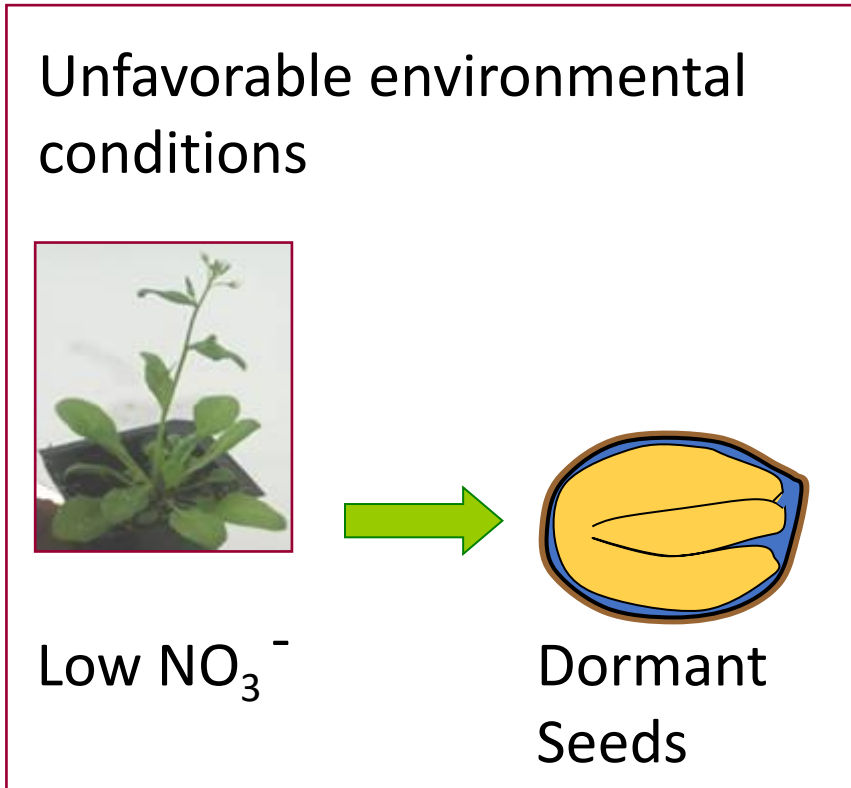 Unfavorable environmental
conditions
Low NO₃⁻
Dormant
Seeds